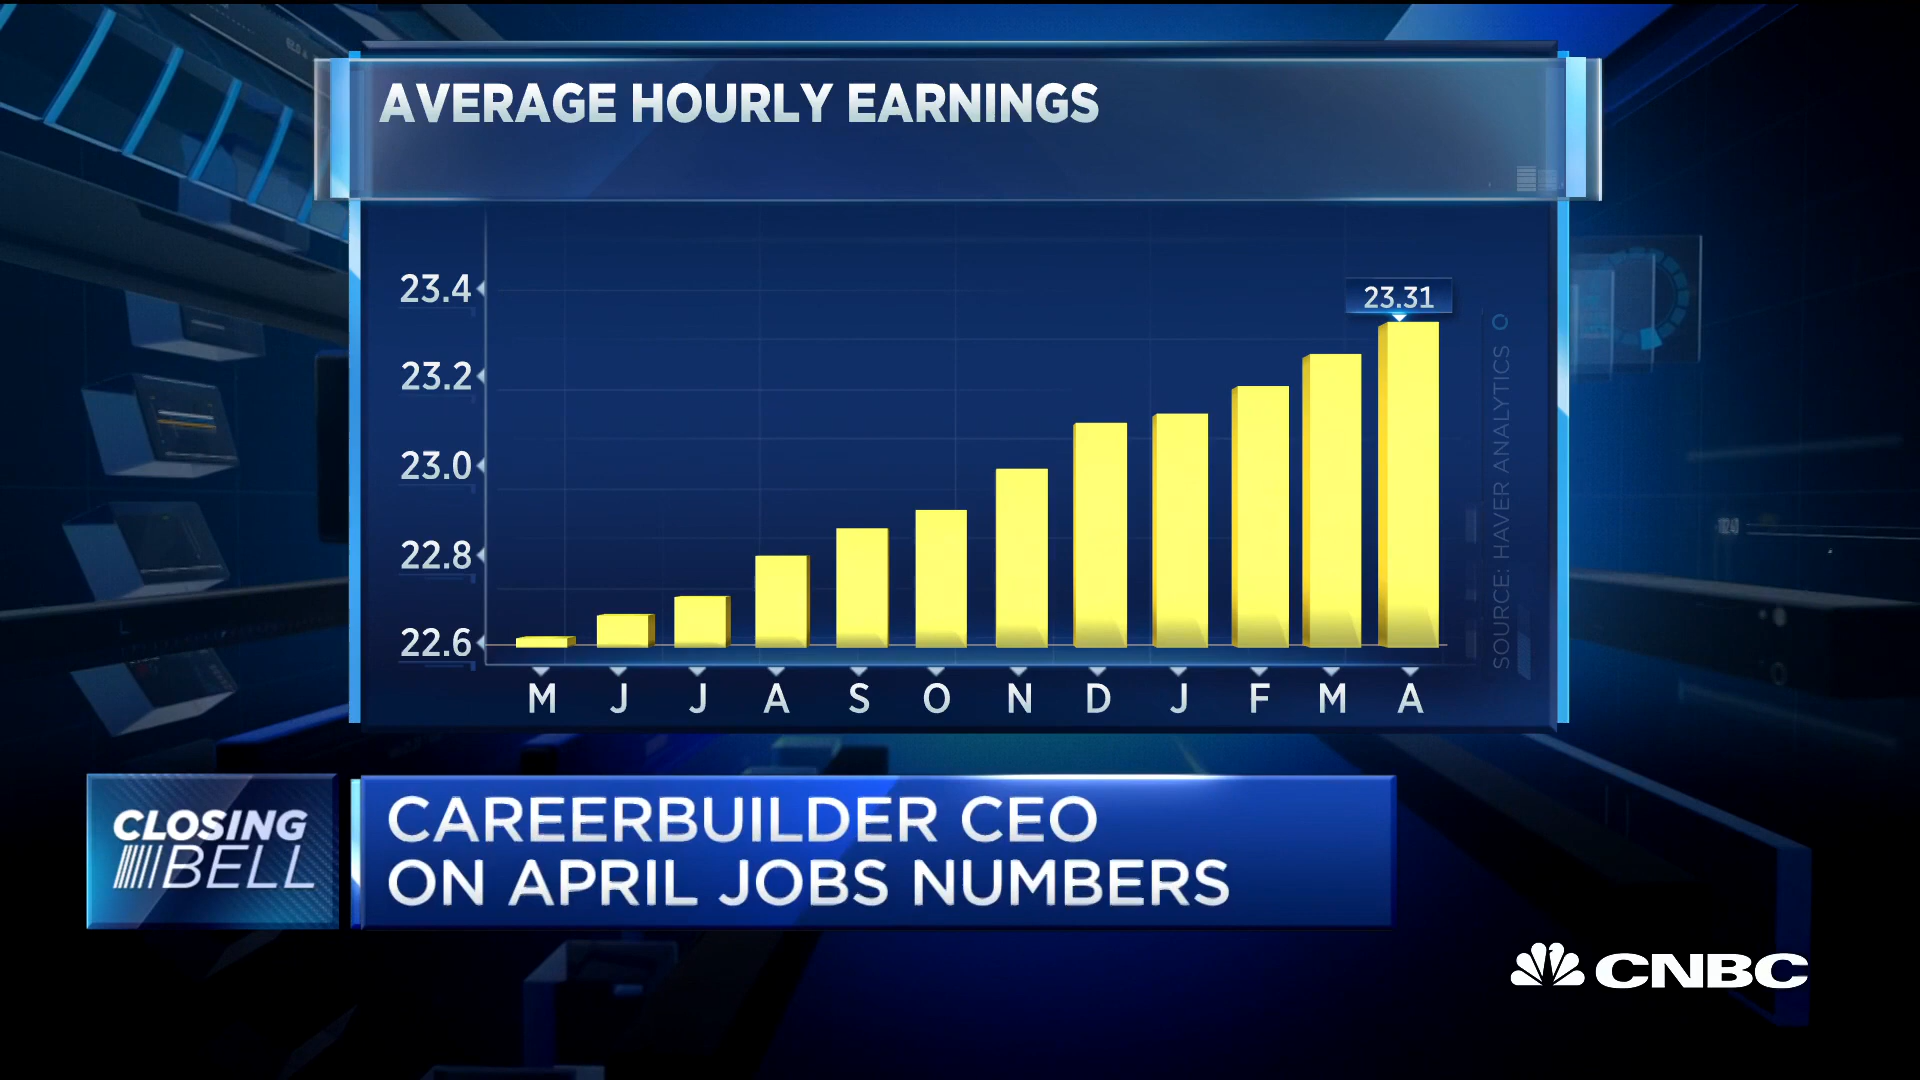 AVERAGE HOURLY EARNINGS
23.4
23.2
23.0
22.8
22.6
23.31
M J J A S O N D J F M A
SOURCE: HAVER ANALYTICS
CLOSING
BELL
CAREERBUILDER CEO
ON APRIL JOBS NUMBERS
CNBC